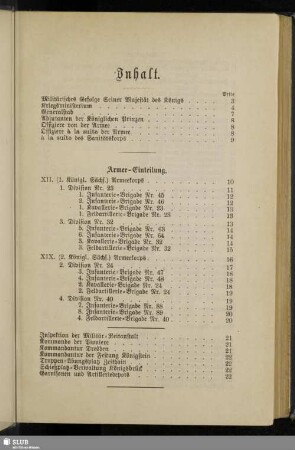 Inhalt.
Seite
Militärisches Gefolge Seiner Majestät des Königs 3
Kriegsministerium 4
Generalstab 7
Adjutanten der Königlichen Prinzen 8
Offiziere von der Armee 8
Offiziere à la suite der Armee 9
à la suite des Sanitätskorps 9
Armee-Einteilung.
XII. (1. Königl. Sächs.) Armeekorps 10
1. Division Nr. 23 11
1. Infanterie-Brigade Nr. 45 11
2. Infanterie-Brigade Nr. 46 12
1. Kavallerie-Brigade Nr. 23 12
1. Feldartillerie-Brigade Nr. 23 13
3. Division Nr. 32 13
5. Infanterie-Brigade Nr. 63 14
6. Infanterie-Brigade Nr. 64 14
3. Kavallerie-Brigade Nr. 32 14
3. Feldartillerie-Brigade Nr. 32 15
XIX. (2. Königl. Sächs.) Armeekorps 16
2. Division Nr. 24 17
3. Infanterie-Brigade Nr. 47 17
4. Infanterie-Brigade Nr. 48 18
2. Kavallerie-Brigade Nr. 24 18
2. Feldartillerie-Brigade Nr. 24 18
4. Division Nr. 40 19
7. Infanterie-Brigade Nr. 88 19
8. Infanterie-Brigade Nr. 89 20
4. Feldartillerie-Brigade Nr. 40 20
Inspektion der Militär-Reitanstalt 21
Kommando der Pioniere 21
Kommandantur Dresden 21
Kommandantur der Festung Königstein 21
Truppen-Übungsplatz Zeithain 21
Schießplatz-Verwaltung Königsbrück 22
Garnisonen und Artilleriedepots 22
SLUB